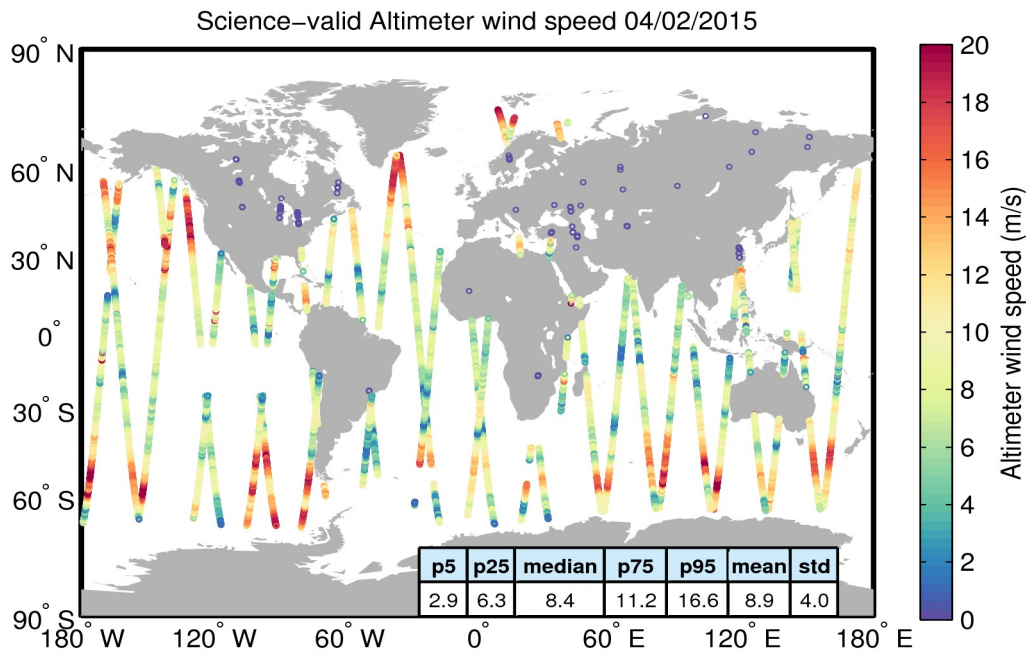 Science−valid Altimeter wind speed 04/02/2015
90° N
60° N
30° N
0°
30° S
60° S
90° S
180° W
120° W
60° W
0°
60° E
120° E
180° E
p5 p25 median p75 p95 mean std
2.9 6.3 8.4 11.2 16.6 8.9 4.0
20
18
16
14
12
10
8
6
4
2
0
Altimeter wind speed (m/s)